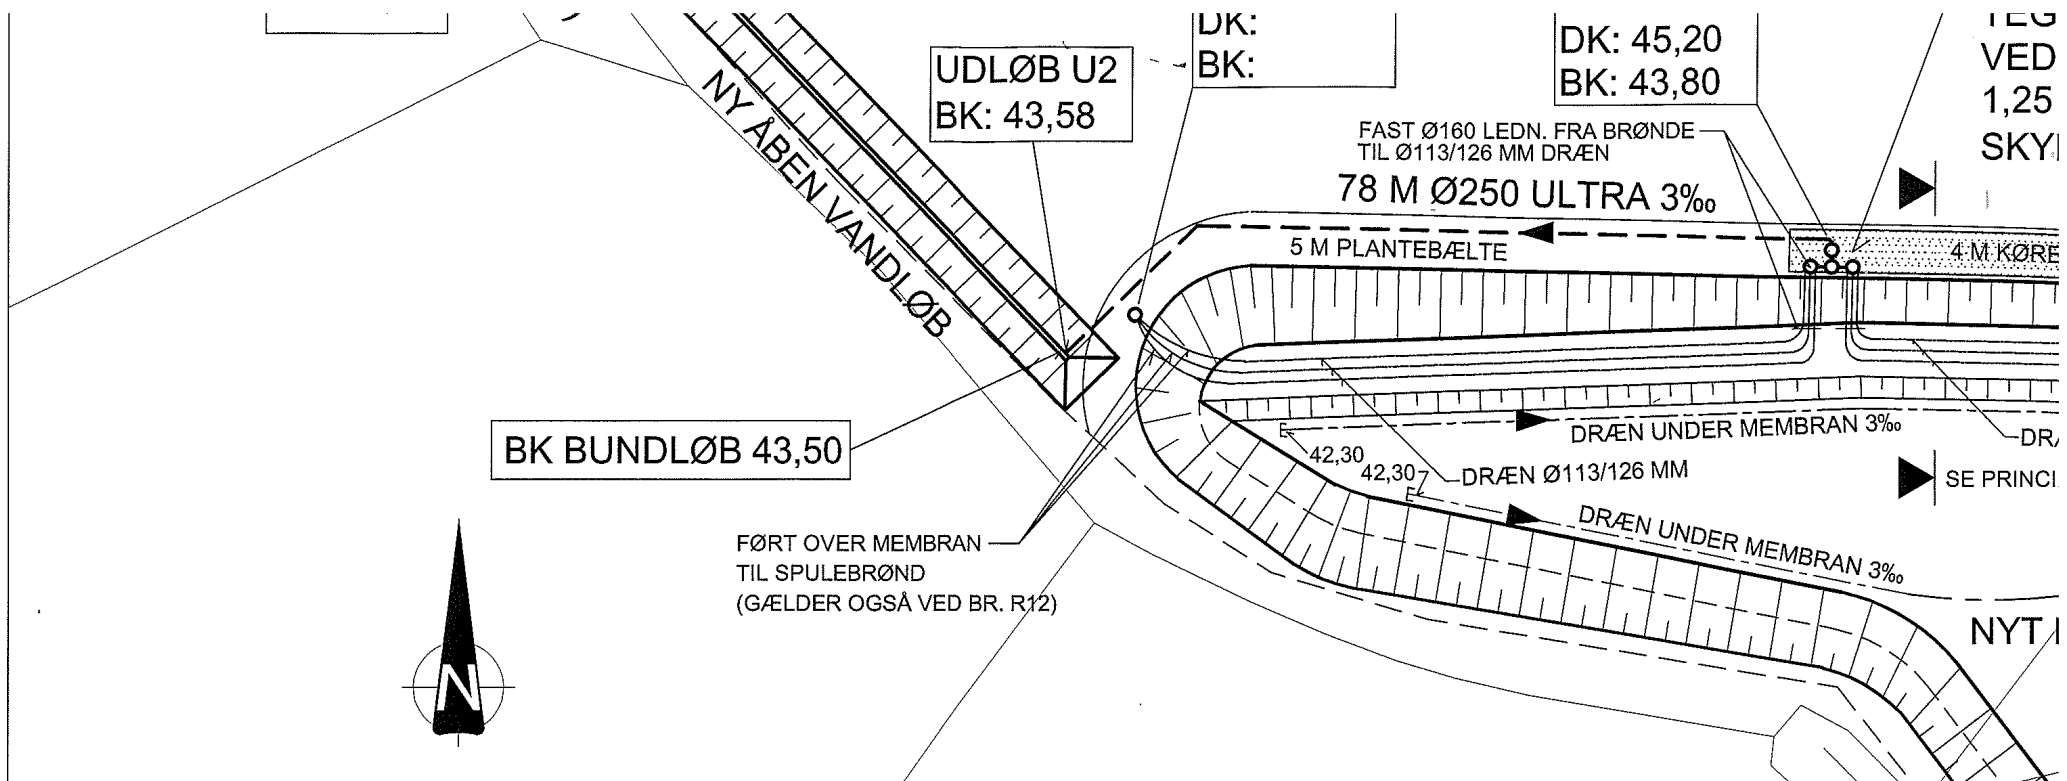 DK:
BK:
DK: 45,20
BK: 43,80
VED
1,25
UDLØB U2
BK: 43,58
FAST Ø160 LEDN. FRA BRØNDE
TIL Ø113/126 MM DRÆN
78 M Ø250 ULTRA 3‰
NY ÅBEN VANDLØB
5 M PLANTEBÆLTE
4 M KØRE
DRÆN UNDER MEMBRAN 3‰
42,30
42,30
DRÆN Ø113/126 MM
BK BUNDLØB 43,50
SE PRINCI
DRÆN UNDER MEMBRAN 3‰
FØRT OVER MEMBRAN
TIL SPULEBRØND
(GÆLDER OGSÅ VED BR. R12)
NYT
N